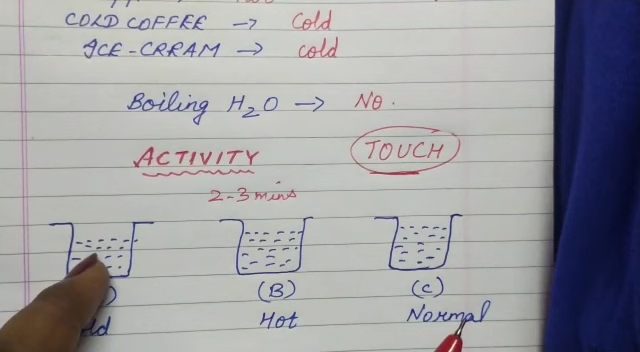 COLD COFFEE → Cold
ICE-CREAM → cold
Boiling H₂O → No.
ACTIVITY TOUCH
2-3 mins
(B) (C)
Hot Normal